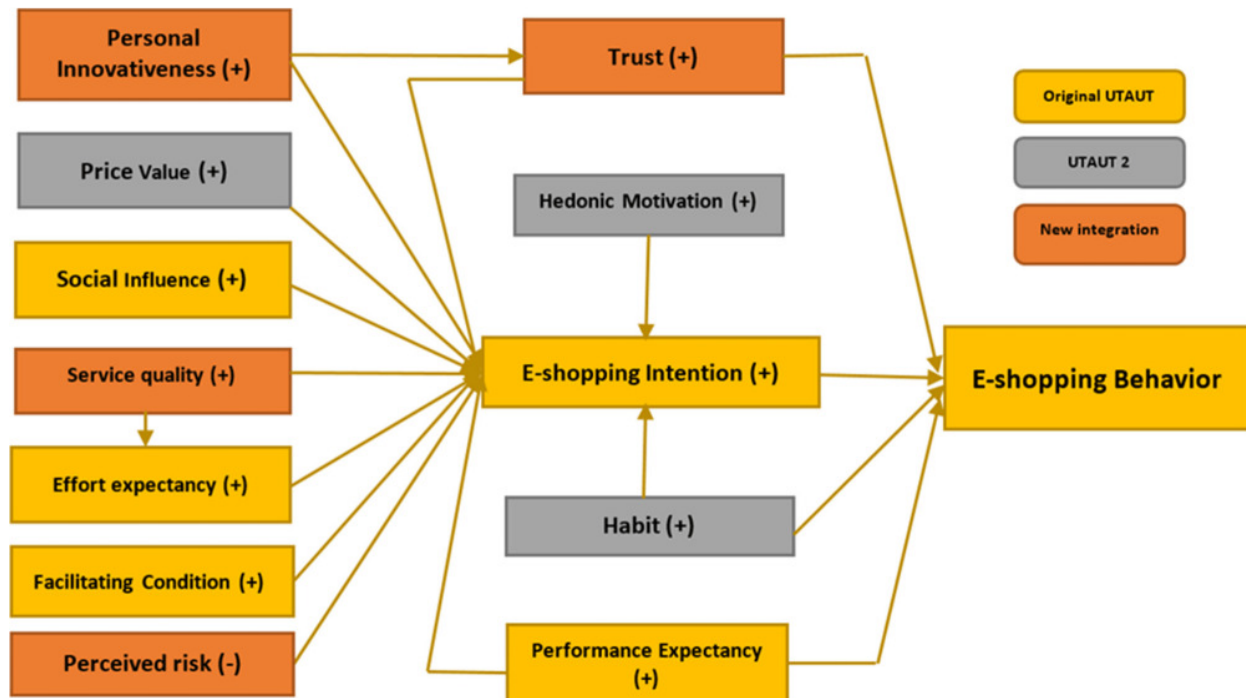 Personal
Innovativeness (+)
Trust (+)
Original UTAUT
Price Value (+)
UTAUT 2
Hedonic Motivation (+)
New integration
Social Influence (+)
Service quality (+)
E-shopping Intention (+)
E-shopping Behavior
Effort expectancy (+)
Habit (+)
Facilitating Condition (+)
Perceived risk (-)
Performance Expectancy
(+)